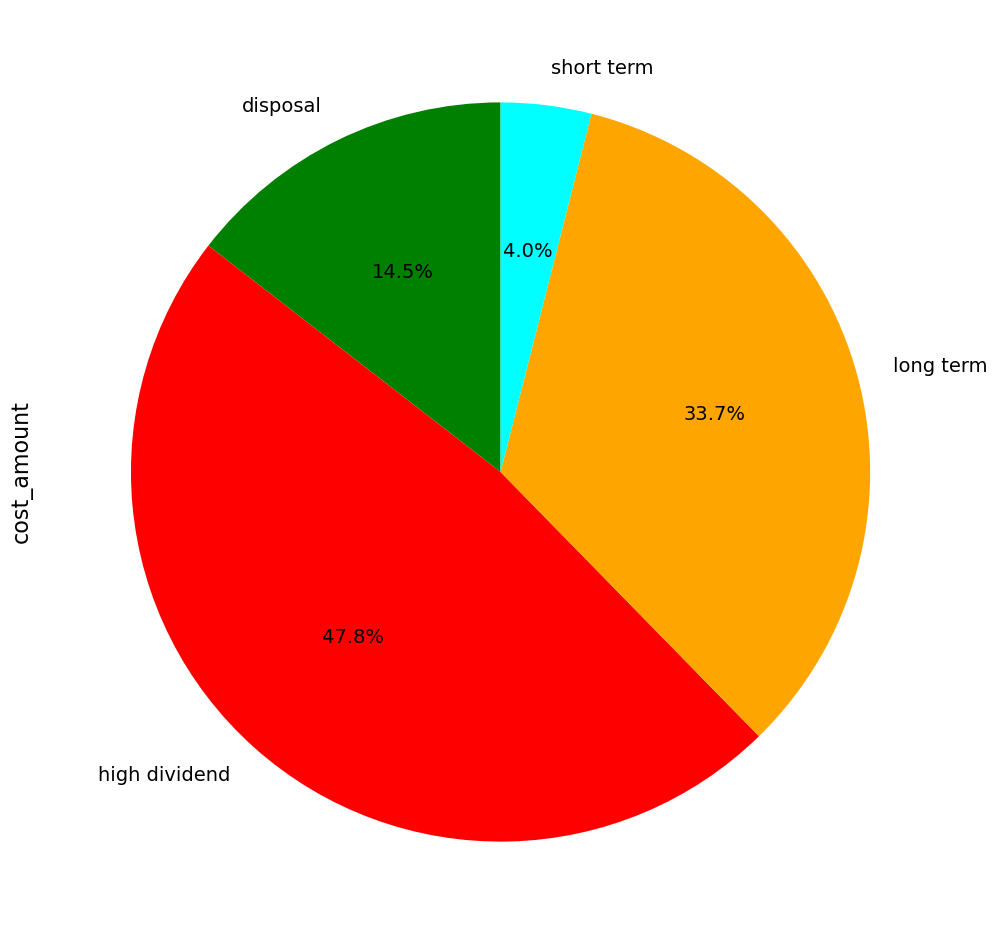 short term
disposal
4.0%
14.5%
long term
33.7%
cost_amount
47.8%
high dividend